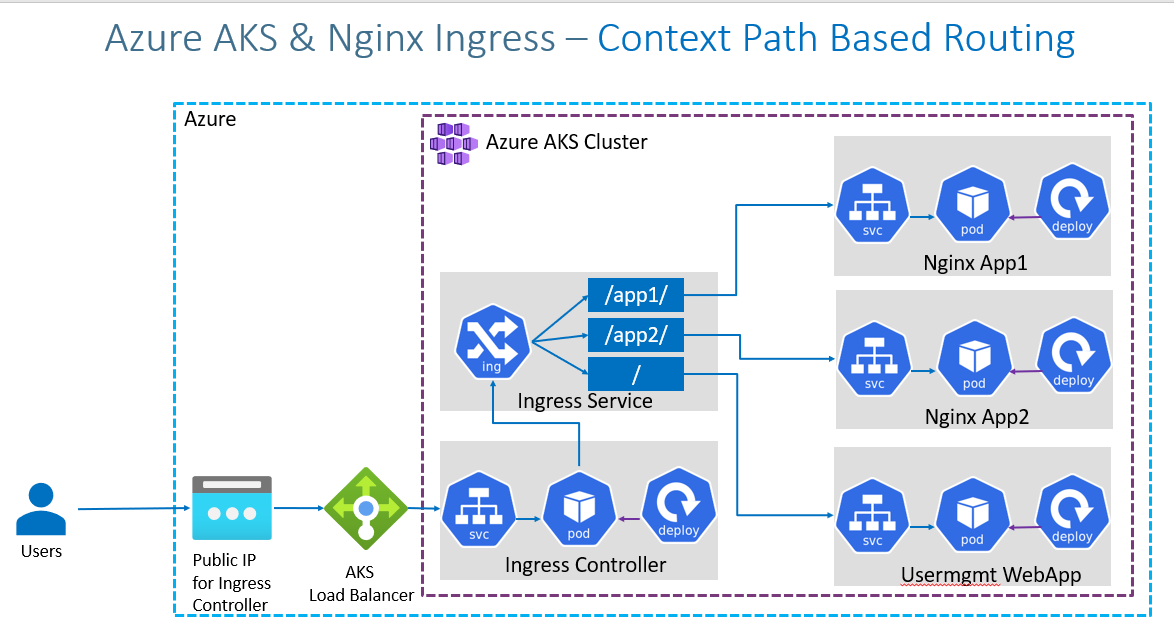 Azure AKS & Nginx Ingress – Context Path Based Routing
Azure
Azure AKS Cluster
svc
pod
deploy
Nginx App1
/app1/
/app2/
/
ing
Ingress Service
svc
pod
deploy
Nginx App2
svc
pod
deploy
Ingress Controller
svc
pod
deploy
Usermgmt WebApp
Users
Public IP
for Ingress
Controller
AKS
Load Balancer